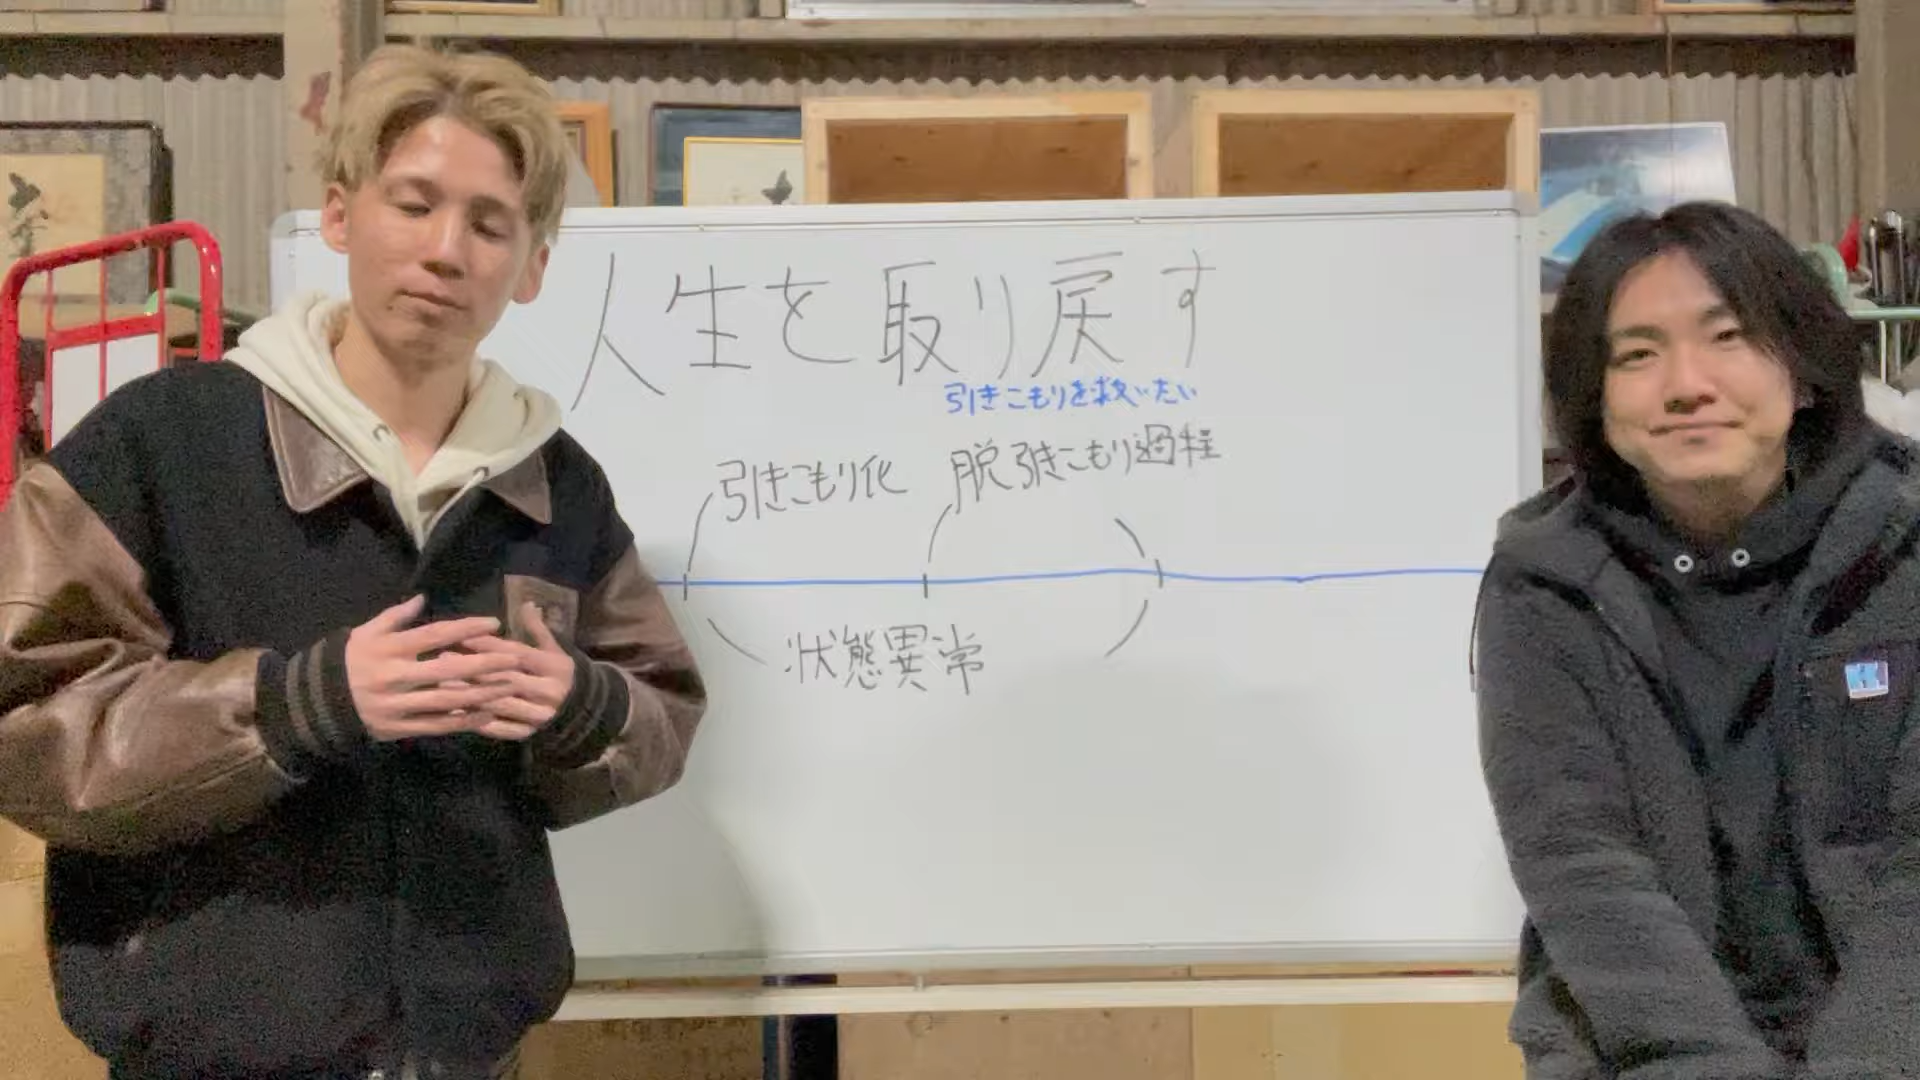 人生を取り戻す
引きこもりを救いたい
引きこもり化
脱引きこもり過程
状態異常